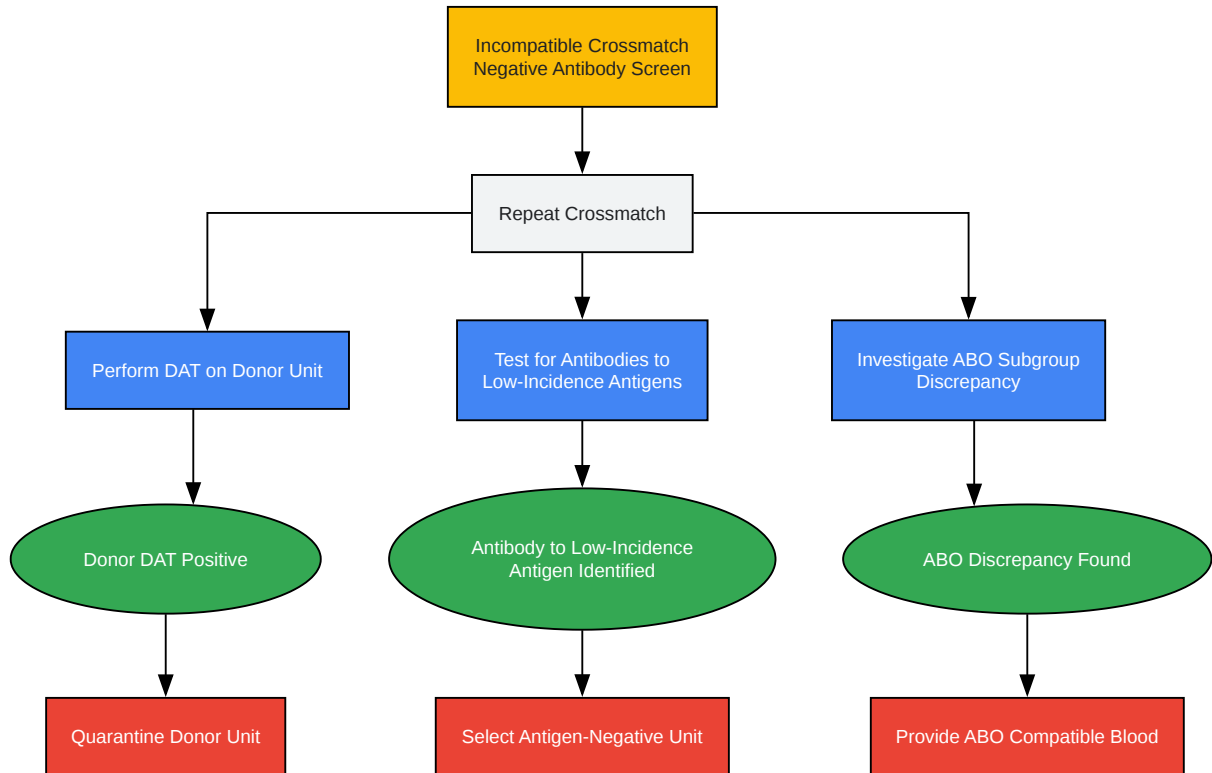 Incompatible Crossmatch
Negative Antibody Screen
Repeat Crossmatch
Perform DAT on Donor Unit
Test for Antibodies to
Low-Incidence Antigens
Investigate ABO Subgroup
Discrepancy
Donor DAT Positive
Antibody to Low-Incidence
Antigen Identified
ABO Discrepancy Found
Quarantine Donor Unit
Select Antigen-Negative Unit
Provide ABO Compatible Blood